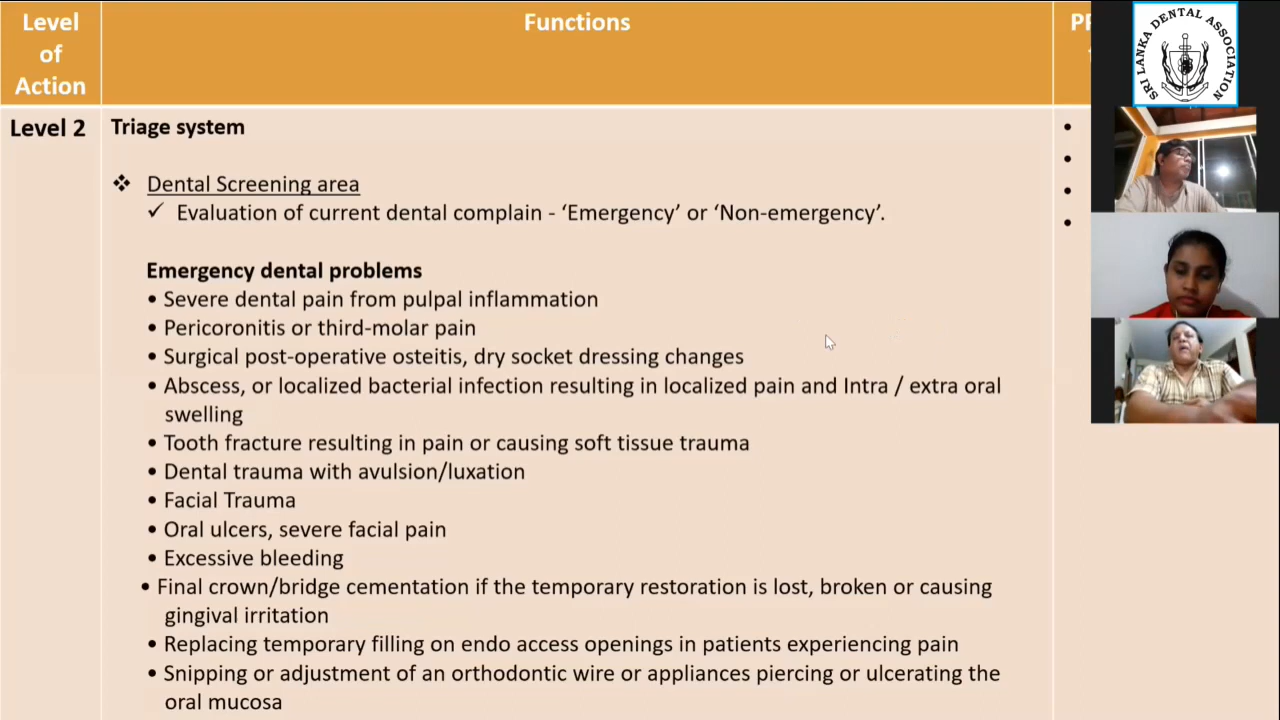 Level
of
Action
Functions
SRI LANKA DENTAL ASSOCIATION
Level 2
Triage system
❖ Dental Screening area
✓ Evaluation of current dental complain - ‘Emergency’ or ‘Non-emergency’.
Emergency dental problems
• Severe dental pain from pulpal inflammation
• Pericoronitis or third-molar pain
• Surgical post-operative osteitis, dry socket dressing changes
• Abscess, or localized bacterial infection resulting in localized pain and Intra / extra oral
swelling
• Tooth fracture resulting in pain or causing soft tissue trauma
• Dental trauma with avulsion/luxation
• Facial Trauma
• Oral ulcers, severe facial pain
• Excessive bleeding
• Final crown/bridge cementation if the temporary restoration is lost, broken or causing
gingival irritation
• Replacing temporary filling on endo access openings in patients experiencing pain
• Snipping or adjustment of an orthodontic wire or appliances piercing or ulcerating the
oral mucosa